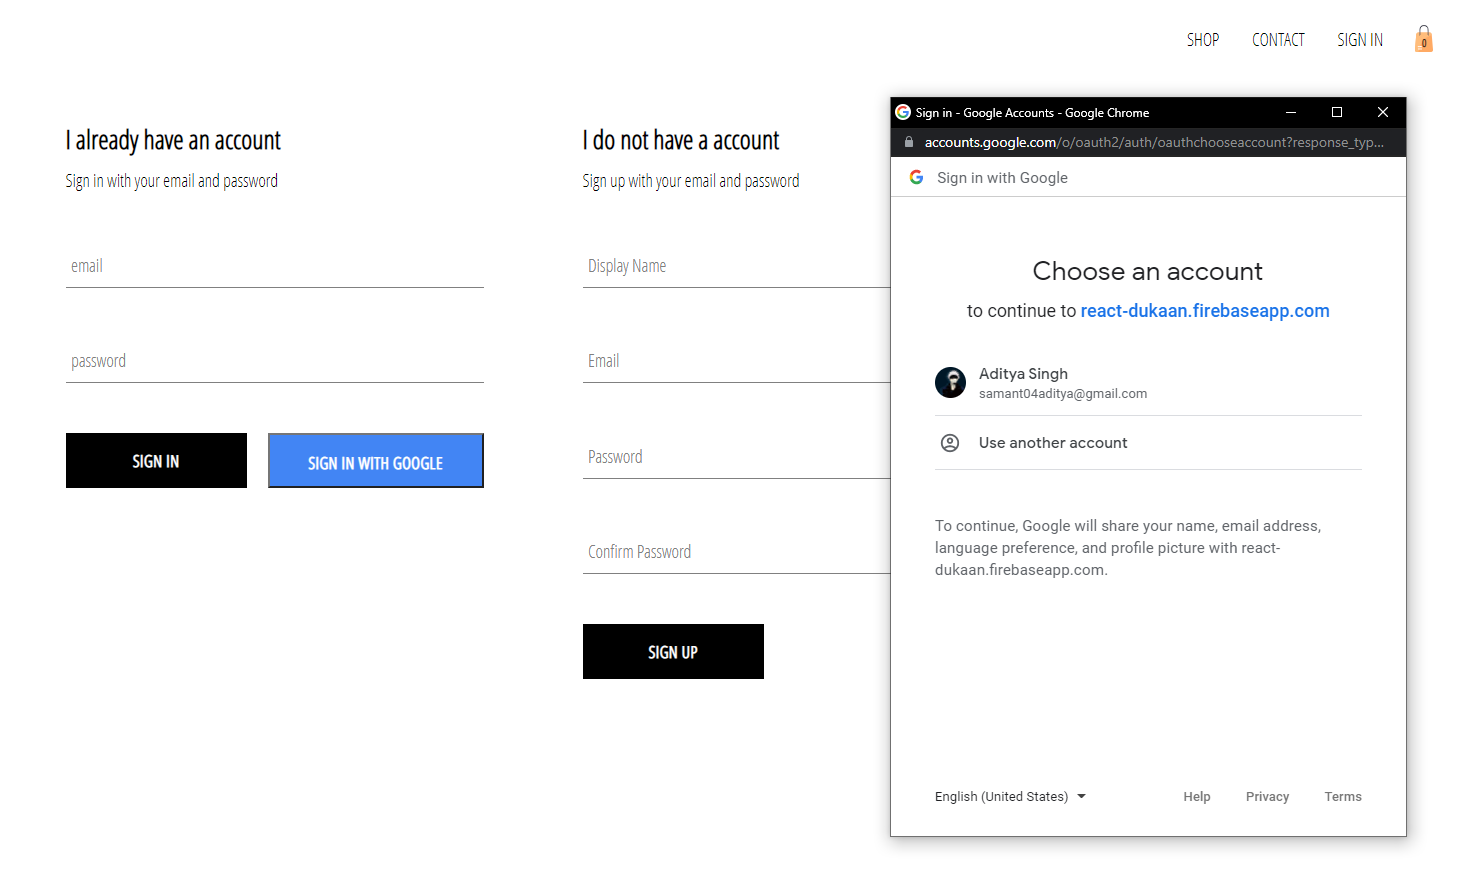 SHOP CONTACT SIGN IN 0
I already have an account
Sign in with your email and password
email
password
SIGN IN SIGN IN WITH GOOGLE
I do not have a account
Sign up with your email and password
Display Name
Email
Password
Confirm Password
SIGN UP
Sign in - Google Accounts - Google Chrome
accounts.google.com/o/oauth2/auth/oauthchooseaccount?response_typ...
Sign in with Google
Choose an account
to continue to react-dukaan.firebaseapp.com
Aditya Singh
samant04aditya@gmail.com
Use another account
To continue, Google will share your name, email address,
language preference, and profile picture with react-
dukaan.firebaseapp.com.
English (United States) Help Privacy Terms